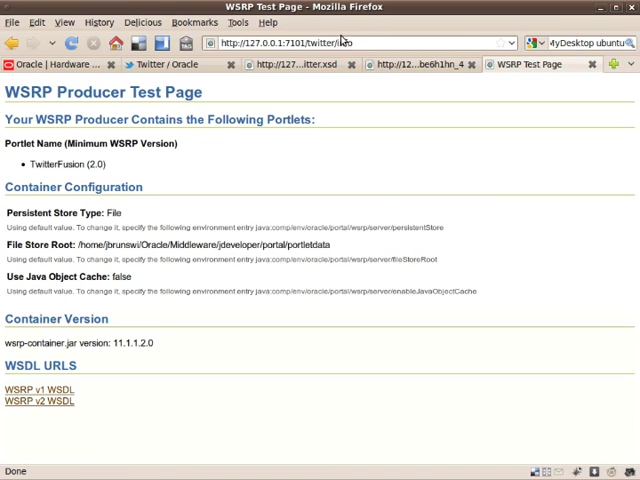 WSRP Test Page - Mozilla Firefox
File Edit View History Delicious Bookmarks Tools Help
http://127.0.0.1:7101/twitter/info
MyDesktop ubuntu
Oracle | Hardware ...
Twitter / Oracle
http://127....itter.xsd
http://12...be6h1hn_4
WSRP Test Page
WSRP Producer Test Page
Your WSRP Producer Contains the Following Portlets:
Portlet Name (Minimum WSRP Version)
• TwitterFusion (2.0)
Container Configuration
Persistent Store Type: File
Using default value. To change it, specify the following environment entry java:comp/env/oracle/portal/wsrp/server/persistentStore
File Store Root: /home/jbrunswi/Oracle/Middleware/jdeveloper/portal/portletdata
Using default value. To change it, specify the following environment entry java:comp/env/oracle/portal/wsrp/server/fileStoreRoot
Use Java Object Cache: false
Using default value. To change it, specify the following environment entry java:comp/env/oracle/portal/wsrp/server/enableJavaObjectCache
Container Version
wsrp-container.jar version: 11.1.1.2.0
WSDL URLS
WSRP v1 WSDL
WSRP v2 WSDL
Done